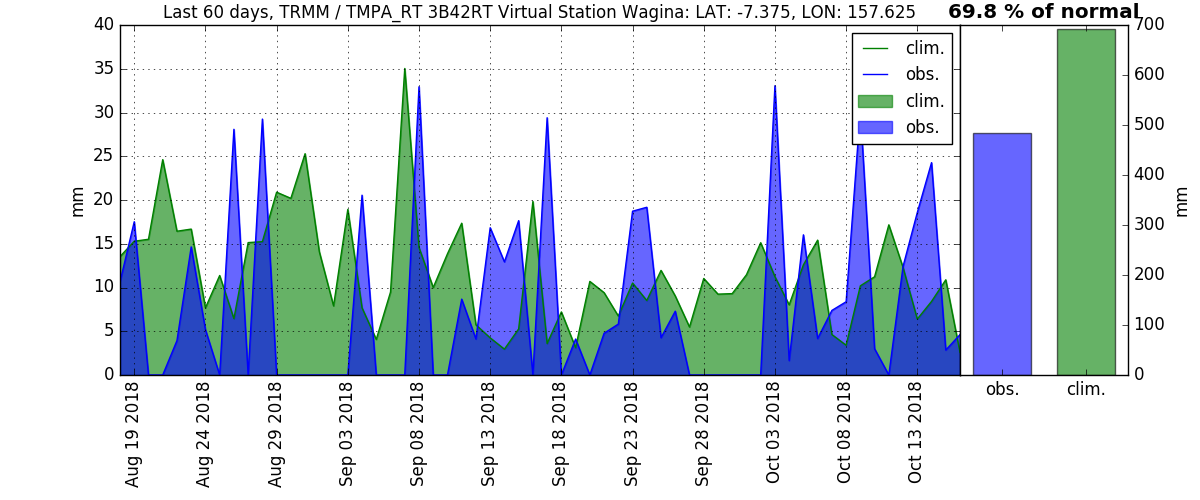 Last 60 days, TRMM / TMPA_RT 3B42RT Virtual Station Wagina: LAT: -7.375, LON: 157.625
69.8 % of normal
40
35
30
25
20
15
10
5
0
mm
clim.
obs.
clim.
obs.
Aug 19 2018
Aug 24 2018
Aug 29 2018
Sep 03 2018
Sep 08 2018
Sep 13 2018
Sep 18 2018
Sep 23 2018
Sep 28 2018
Oct 03 2018
Oct 08 2018
Oct 13 2018
700
600
500
400
300
200
100
0
mm
obs.
clim.